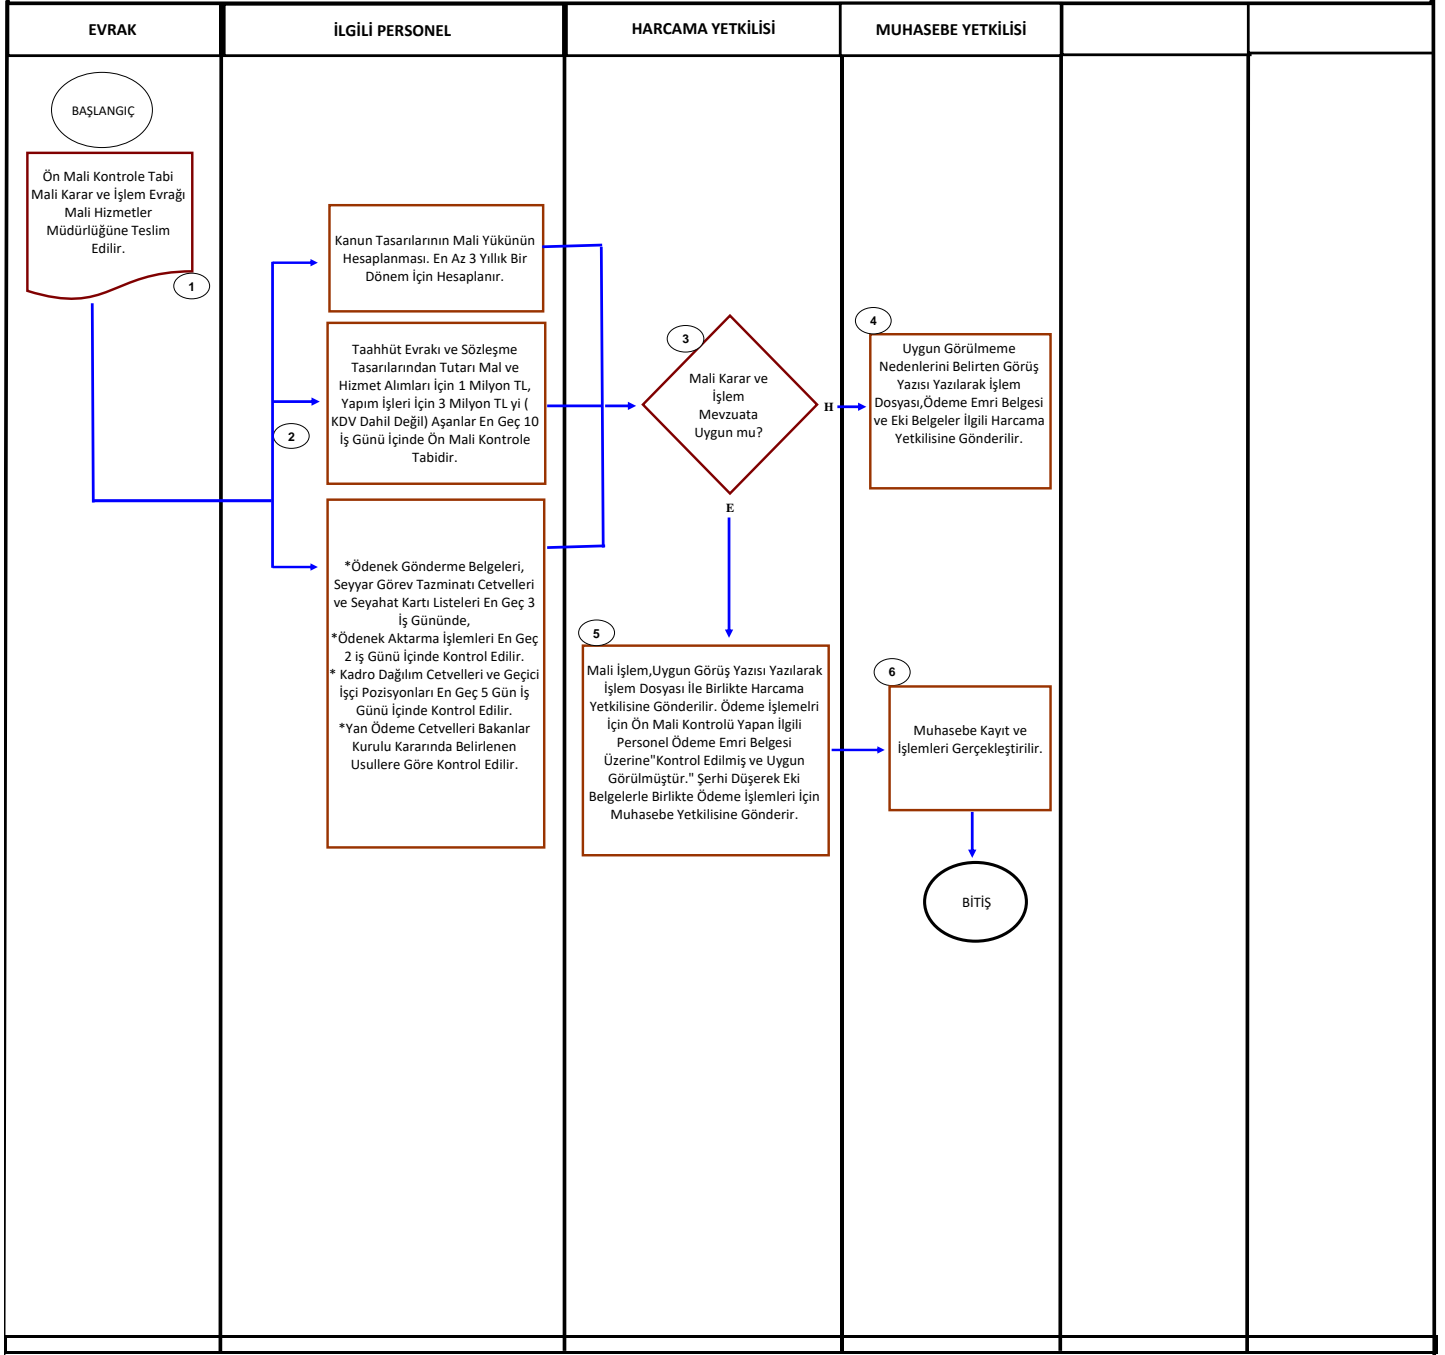 EVRAK
İLGİLİ PERSONEL
HARCAMA YETKİLİSİ
MUHASEBE YETKİLİSİ
BAŞLANGIÇ
Ön Mali Kontrole Tabi
Mali Karar ve İşlem Evrağı
Mali Hizmetler
Müdürlüğüne Teslim
Edilir.
1
Kanun Tasarılarının Mali Yükünün
Hesaplanması. En Az 3 Yıllık Bir
Dönem İçin Hesaplanır.
Taahhüt Evrakı ve Sözleşme
Tasarılarından Tutarı Mal ve
Hizmet Alımları İçin 1 Milyon TL,
Yapım İşleri İçin 3 Milyon TL yi (
KDV Dahil Değil) Aşanlar En Geç 10
İş Günü İçinde Ön Mali Kontrole
Tabidir.
2
*Ödenek Gönderme Belgeleri,
Seyyar Görev Tazminatı Cetvelleri
ve Seyahat Kartı Listeleri En Geç 3
İş Gününde,
*Ödenek Aktarma İşlemleri En Geç
2 iş Günü İçinde Kontrol Edilir.
* Kadro Dağılım Cetvelleri ve Geçici
İşçi Pozisyonları En Geç 5 Gün İş
Günü İçinde Kontrol Edilir.
*Yan Ödeme Cetvelleri Bakanlar
Kurulu Kararında Belirlenen
Usullere Göre Kontrol Edilir.
3
Mali Karar ve
İşlem
Mevzuata
Uygun mu?
H
E
4
Uygun Görülmeme
Nedenlerini Belirten Görüş
Yazısı Yazılarak İşlem
Dosyası,Ödeme Emri Belgesi
ve Eki Belgeler İlgili Harcama
Yetkilisine Gönderilir.
5
Mali İşlem,Uygun Görüş Yazısı Yazılarak
İşlem Dosyası İle Birlikte Harcama
Yetkilisine Gönderilir. Ödeme İşlemelri
İçin Ön Mali Kontrolü Yapan İlgili
Personel Ödeme Emri Belgesi
Üzerine"Kontrol Edilmiş ve Uygun
Görülmüştür." Şerhi Düşerek Eki
Belgelerle Birlikte Ödeme İşlemleri İçin
Muhasebe Yetkilisine Gönderir.
6
Muhasebe Kayıt ve
İşlemleri Gerçekleştirilir.
BİTİŞ